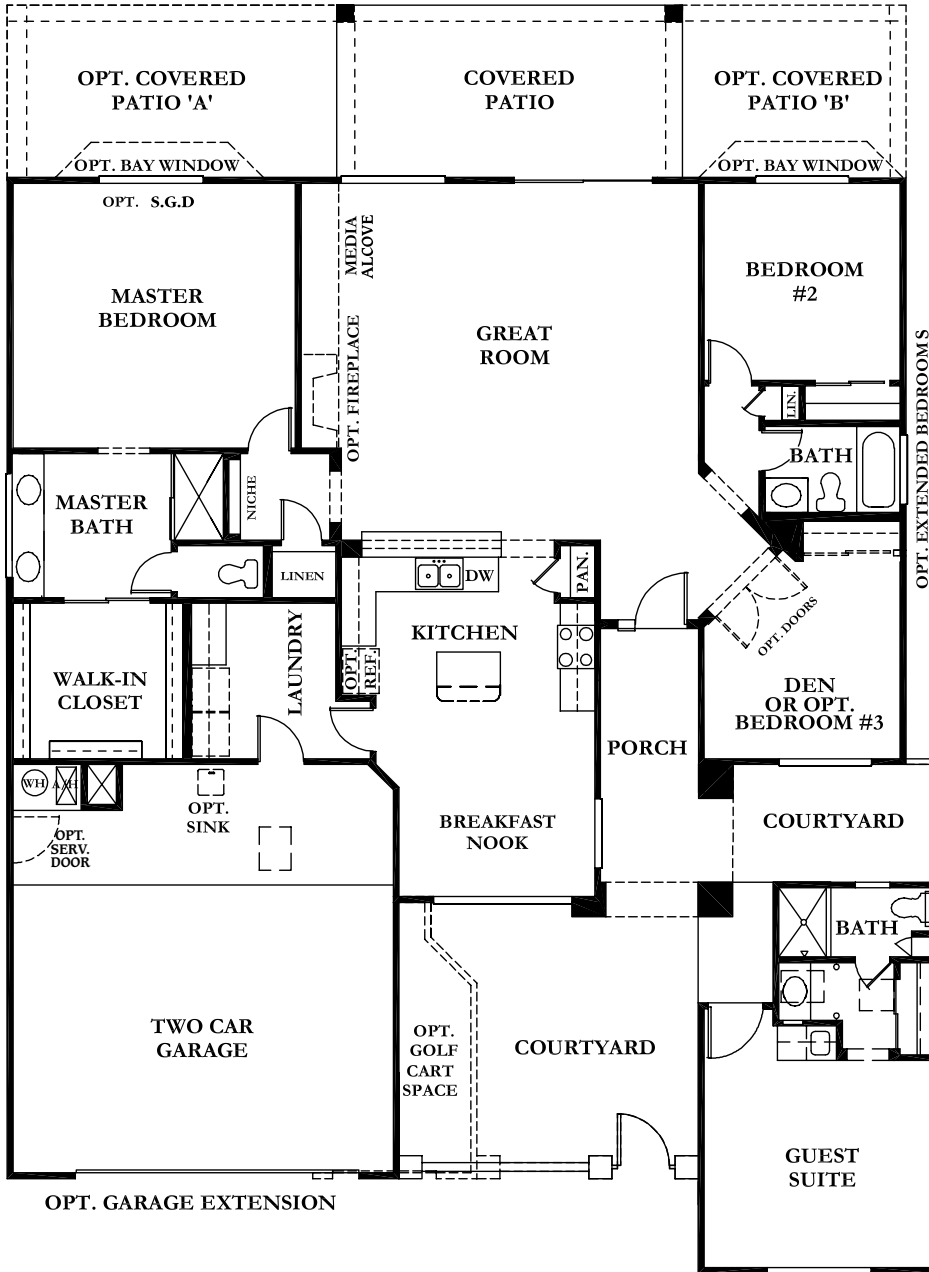 OPT. COVERED
PATIO 'A'
COVERED
PATIO
OPT. COVERED
PATIO 'B'
OPT. BAY WINDOW
OPT. BAY WINDOW
OPT. S.G.D
MASTER
BEDROOM
MEDIA
ALCOVE
OPT. FIREPLACE
GREAT
ROOM
BEDROOM
#2
OPT. EXTENDED BEDROOMS
LIN.
BATH
MASTER
BATH
NICHE
LINEN
DW
PAN.
KITCHEN
OPT.
REF.
LAUNDRY
WALK-IN
CLOSET
OPT. DOORS
DEN
OR OPT.
BEDROOM #3
PORCH
WH
A/H
OPT.
SINK
OPT.
SERV.
DOOR
BREAKFAST
NOOK
COURTYARD
BATH
TWO CAR
GARAGE
OPT.
GOLF
CART
SPACE
COURTYARD
GUEST
SUITE
OPT. GARAGE EXTENSION